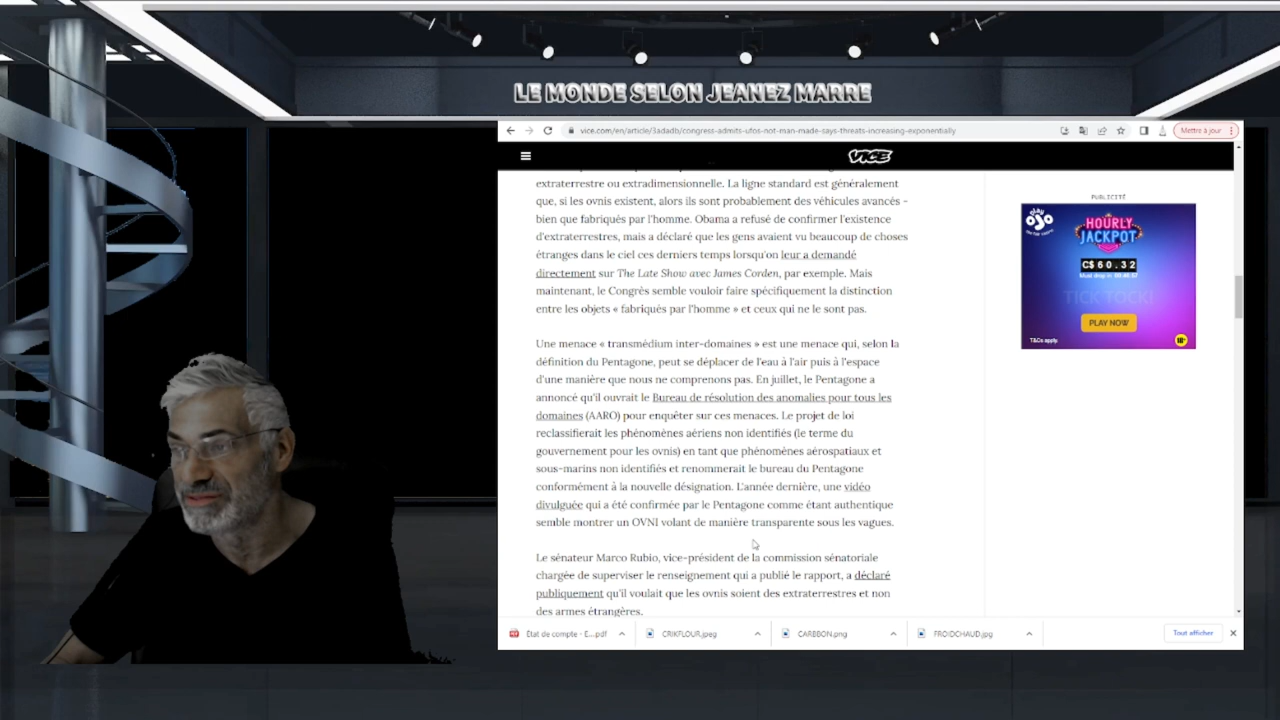 LE MONDE SELON JEANEZ MARRE
vice.com/en/article/3adadb/congress-admits-ufos-not-man-made-says-threats-increasing-exponentially
Mettre à jour
VICE
extraterrestre ou extradimensionnelle. La ligne standard est généralement
que, si les ovnis existent, alors ils sont probablement des véhicules avancés -
bien que fabriqués par l'homme. Obama a refusé de confirmer l'existence
d'extraterrestres, mais a déclaré que les gens avaient vu beaucoup de choses
étranges dans le ciel ces derniers temps lorsqu'on leur a demandé
directement sur The Late Show avec James Corden, par exemple. Mais
maintenant, le Congrès semble vouloir faire spécifiquement la distinction
entre les objets « fabriqués par l'homme » et ceux qui ne le sont pas.
Une menace « transmédium inter-domaines » est une menace qui, selon la
définition du Pentagone, peut se déplacer de l'eau à l'air puis à l'espace
d'une manière que nous ne comprenons pas. En juillet, le Pentagone a
annoncé qu'il ouvrait le Bureau de résolution des anomalies pour tous les
domaines (AARO) pour enquêter sur ces menaces. Le projet de loi
reclassifierait les phénomènes aériens non identifiés (le terme du
gouvernement pour les ovnis) en tant que phénomènes aérospatiaux et
sous-marins non identifiés et renommerait le bureau du Pentagone
conformément à la nouvelle désignation. L'année dernière, une vidéo
divulguée qui a été confirmée par le Pentagone comme étant authentique
semble montrer un OVNI volant de manière transparente sous les vagues.
Le sénateur Marco Rubio, vice-président de la commission sénatoriale
chargée de superviser le renseignement qui a publié le rapport, a déclaré
publiquement qu'il voulait que les ovnis soient des extraterrestres et non
des armes étrangères.
PUBLICITÉ
play
OJO
HOURLY
JACKPOT
C$60.32
TICK TOCK!
PLAY NOW
T&Cs apply.
État de compte - E....pdf
CRIKFLOUR.jpeg
CARBBON.png
FROIDCHAUD.jpg
Tout afficher